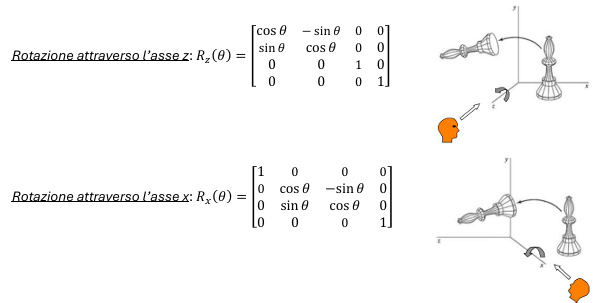 Rotazione attraverso l'asse z: R_z(θ) = [cos θ  − sin θ  0  0
sin θ  cos θ  0  0
0  0  1  0
0  0  0  1]
y
x
z
Rotazione attraverso l'asse x: R_x(θ) = [1  0  0  0
0  cos θ  −sin θ  0
0  sin θ  cos θ  0
0  0  0  1]
y
z
x